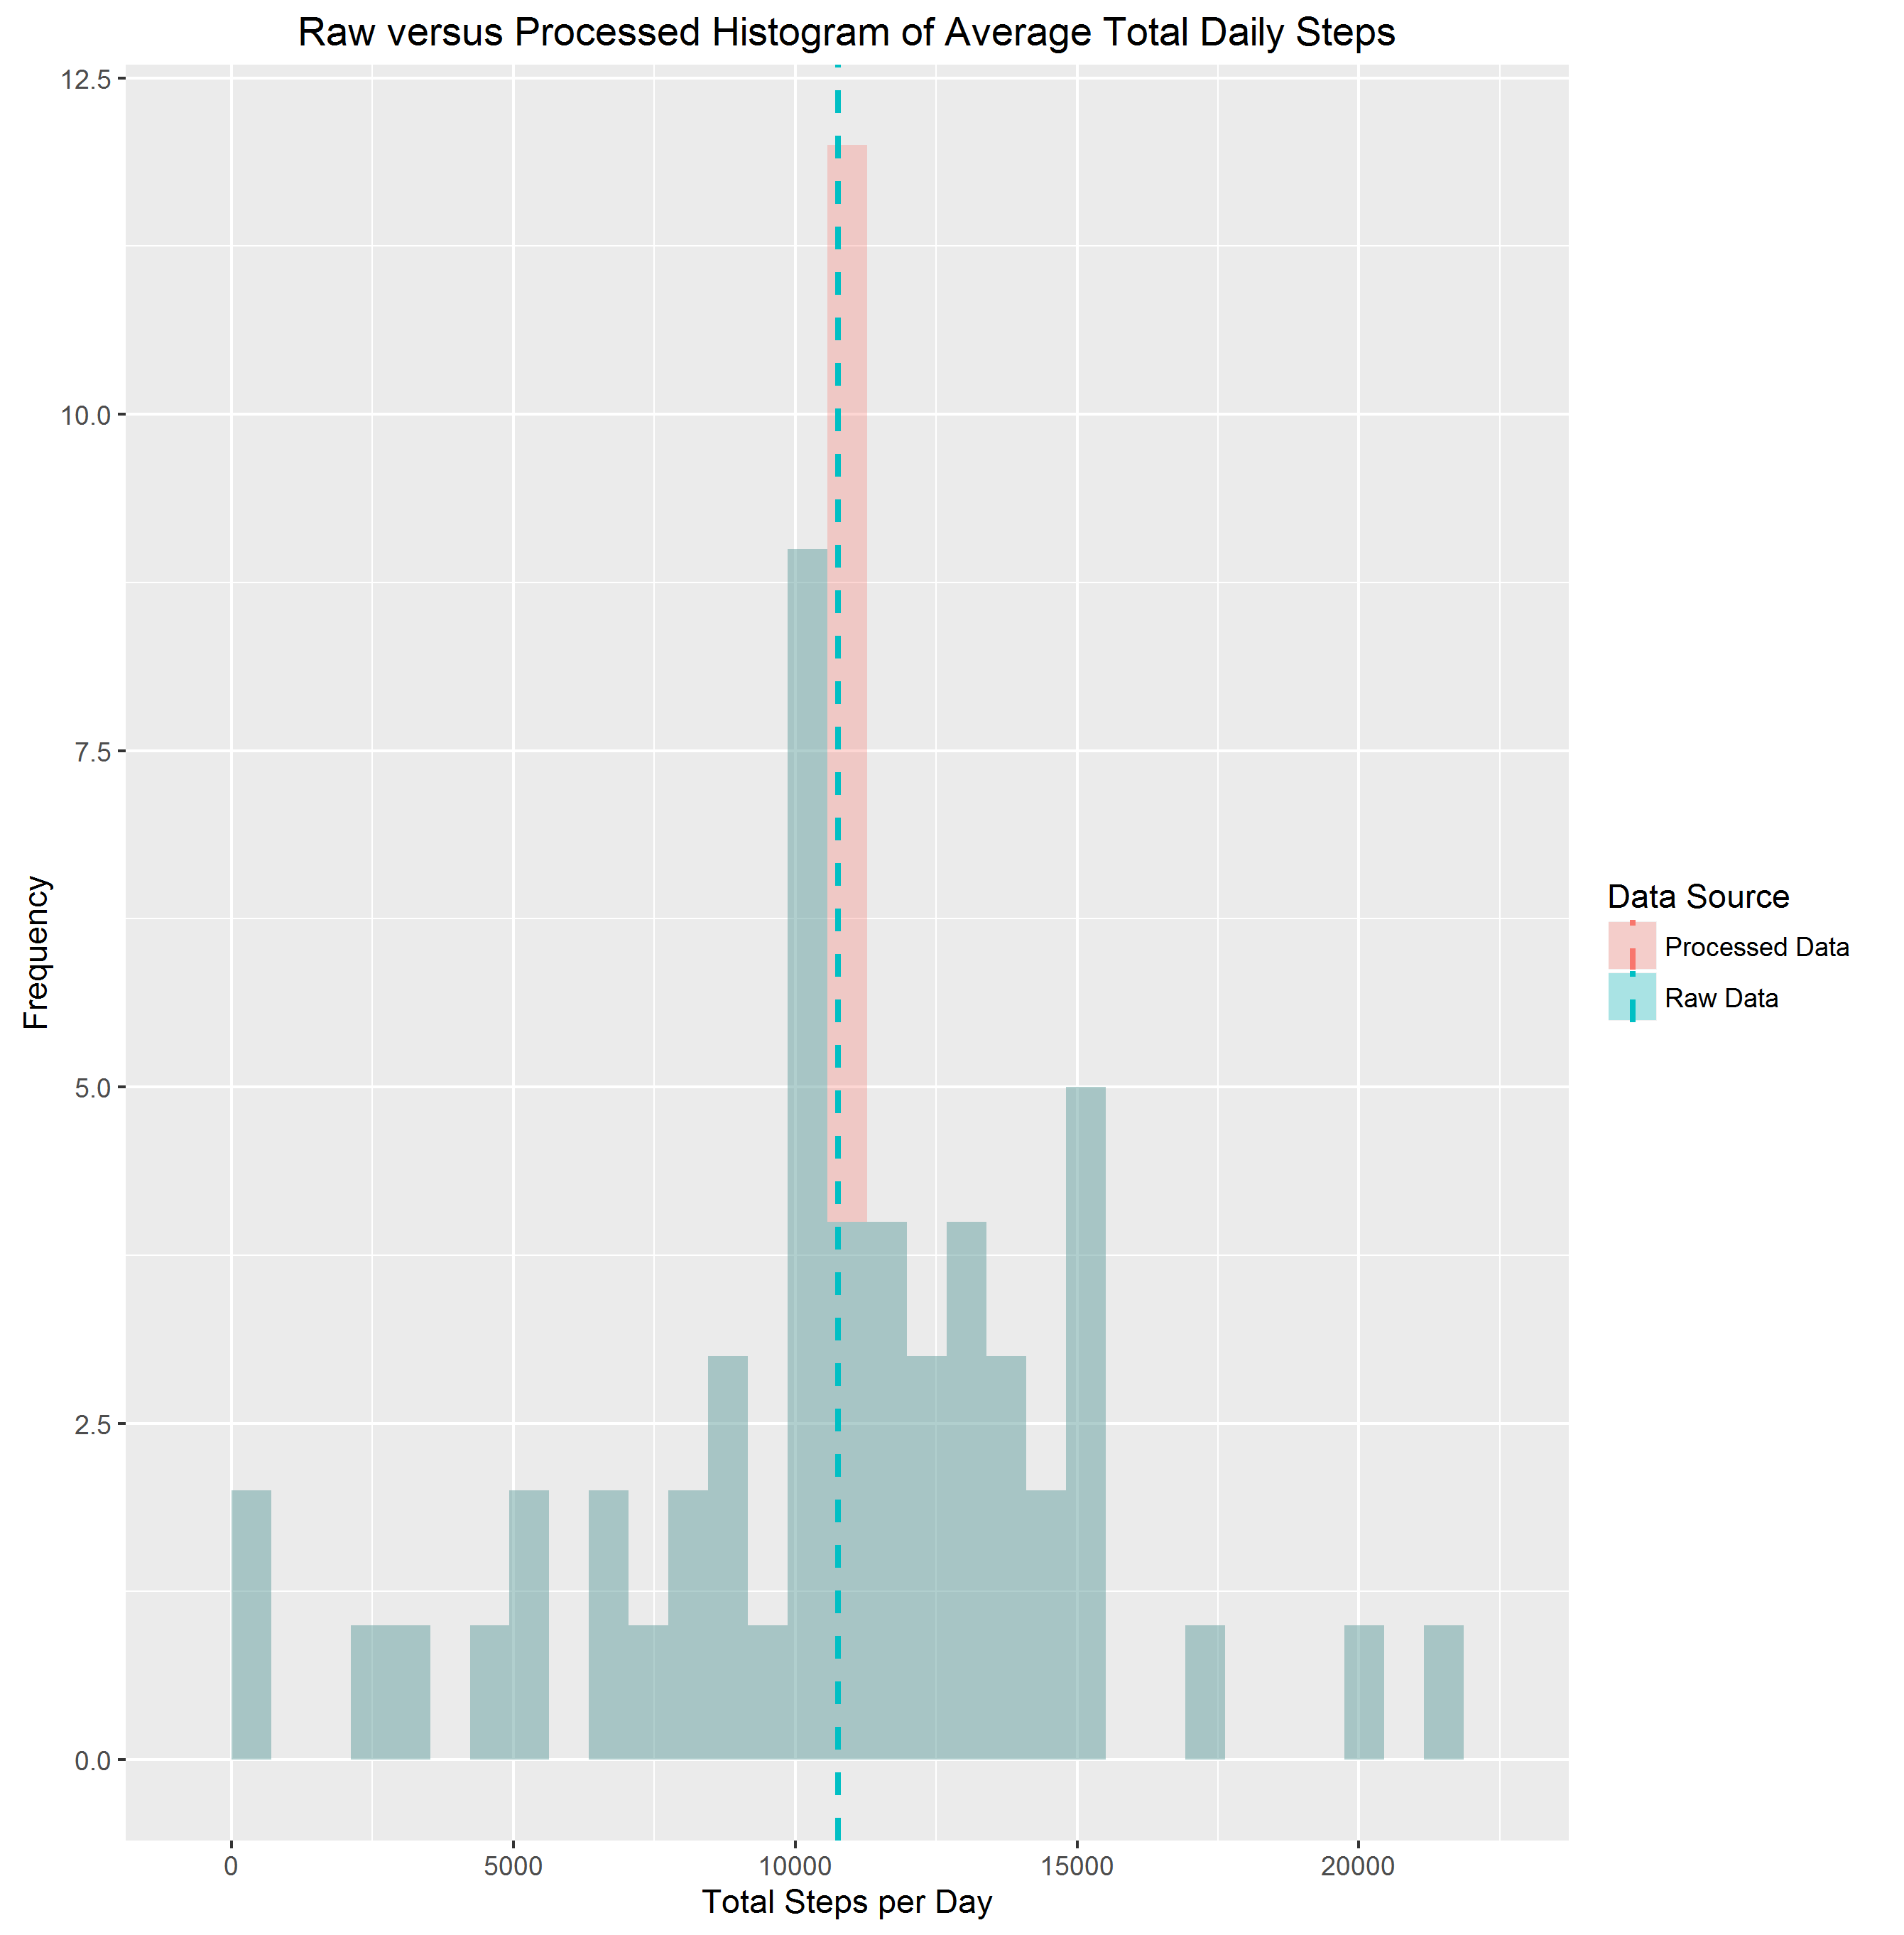 Raw versus Processed Histogram of Average Total Daily Steps
12.5
10.0
7.5
5.0
2.5
0.0
Frequency
0 5000 10000 15000 20000
Total Steps per Day
Data Source
Processed Data
Raw Data